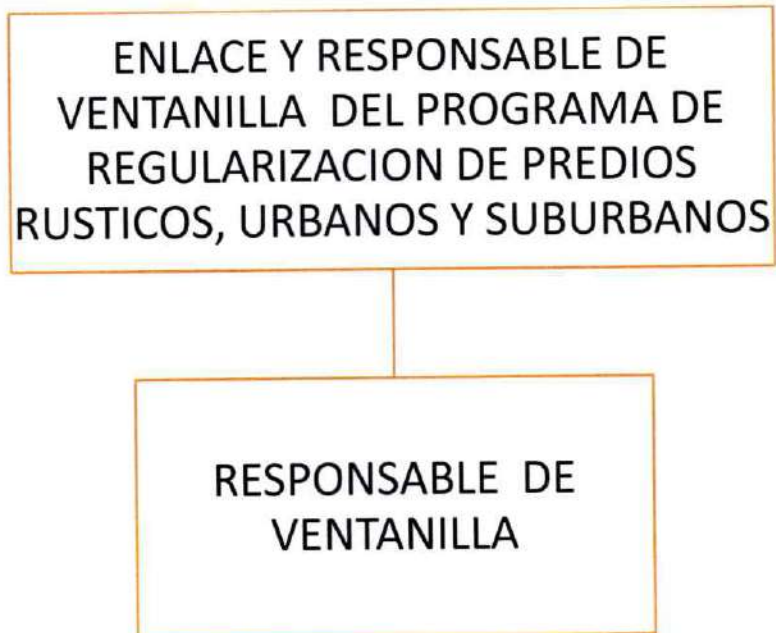 ENLACE Y RESPONSABLE DE
VENTANILLA DEL PROGRAMA DE
REGULARIZACION DE PREDIOS
RUSTICOS, URBANOS Y SUBURBANOS
RESPONSABLE DE
VENTANILLA